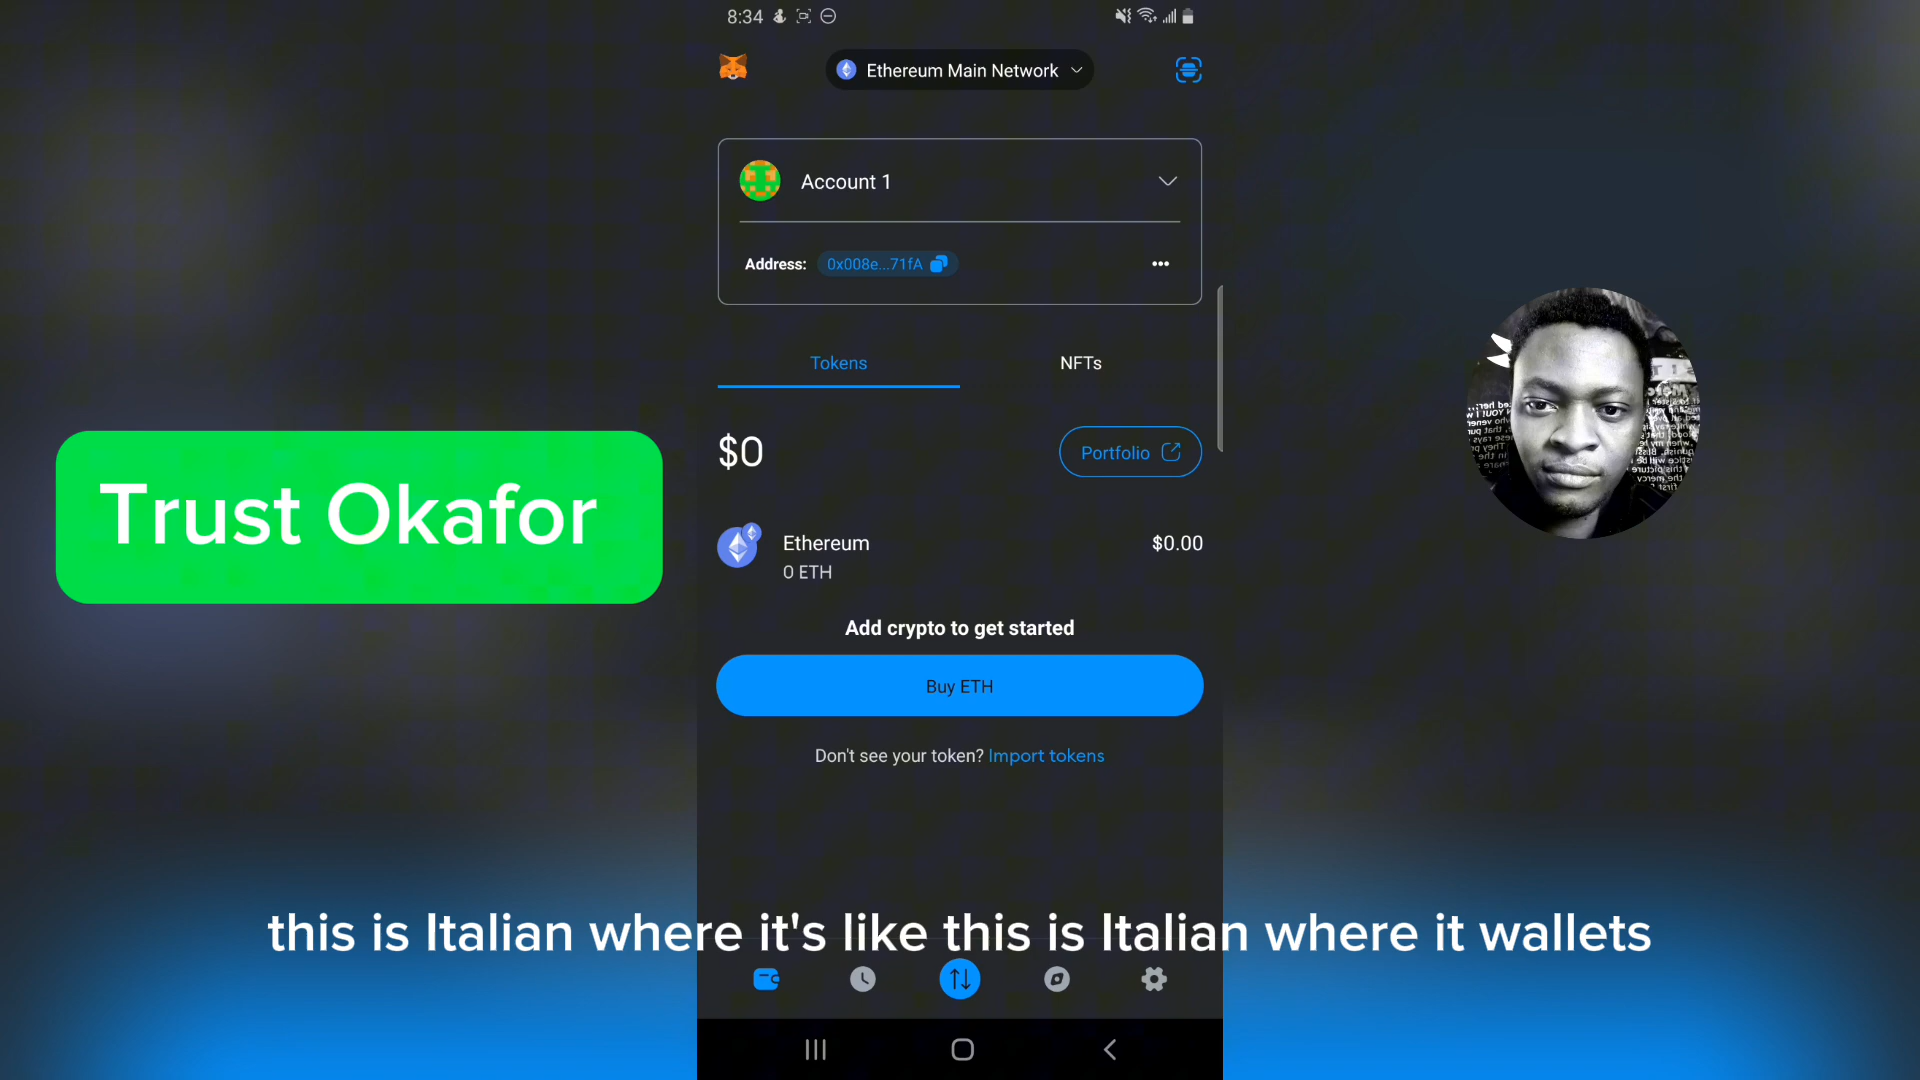 8:34
Ethereum Main Network
Account 1
Address: 0x008e...71fA
Tokens NFTs
$0 Portfolio
Trust Okafor
Ethereum $0.00
0 ETH
Add crypto to get started
Buy ETH
Don't see your token? Import tokens
this is Italian where it's like this is Italian where it wallets